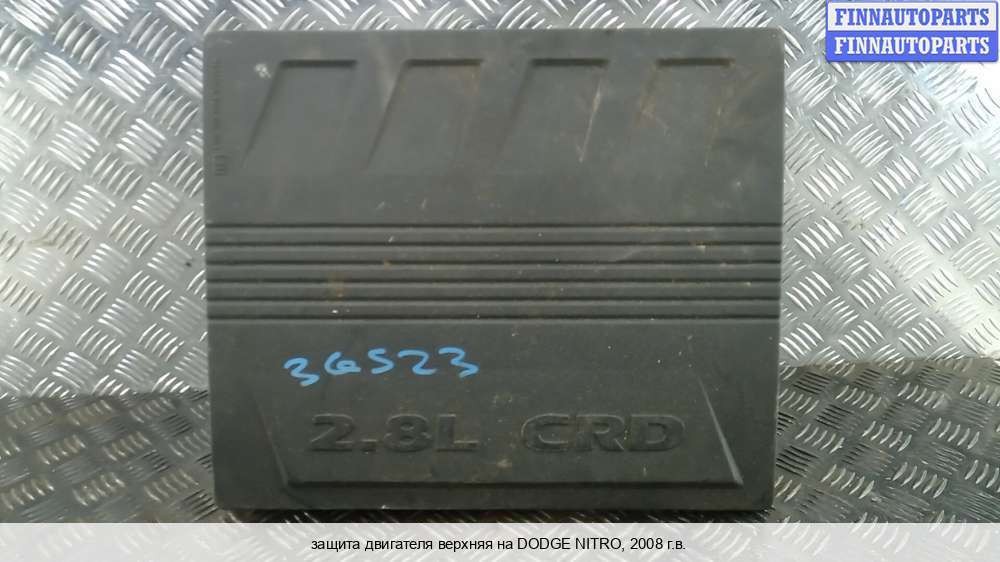 FINNAUTOPARTS
FINNAUTOPARTS
36523
2.8L CRD
защита двигателя верхняя на DODGE NITRO, 2008 г.в.